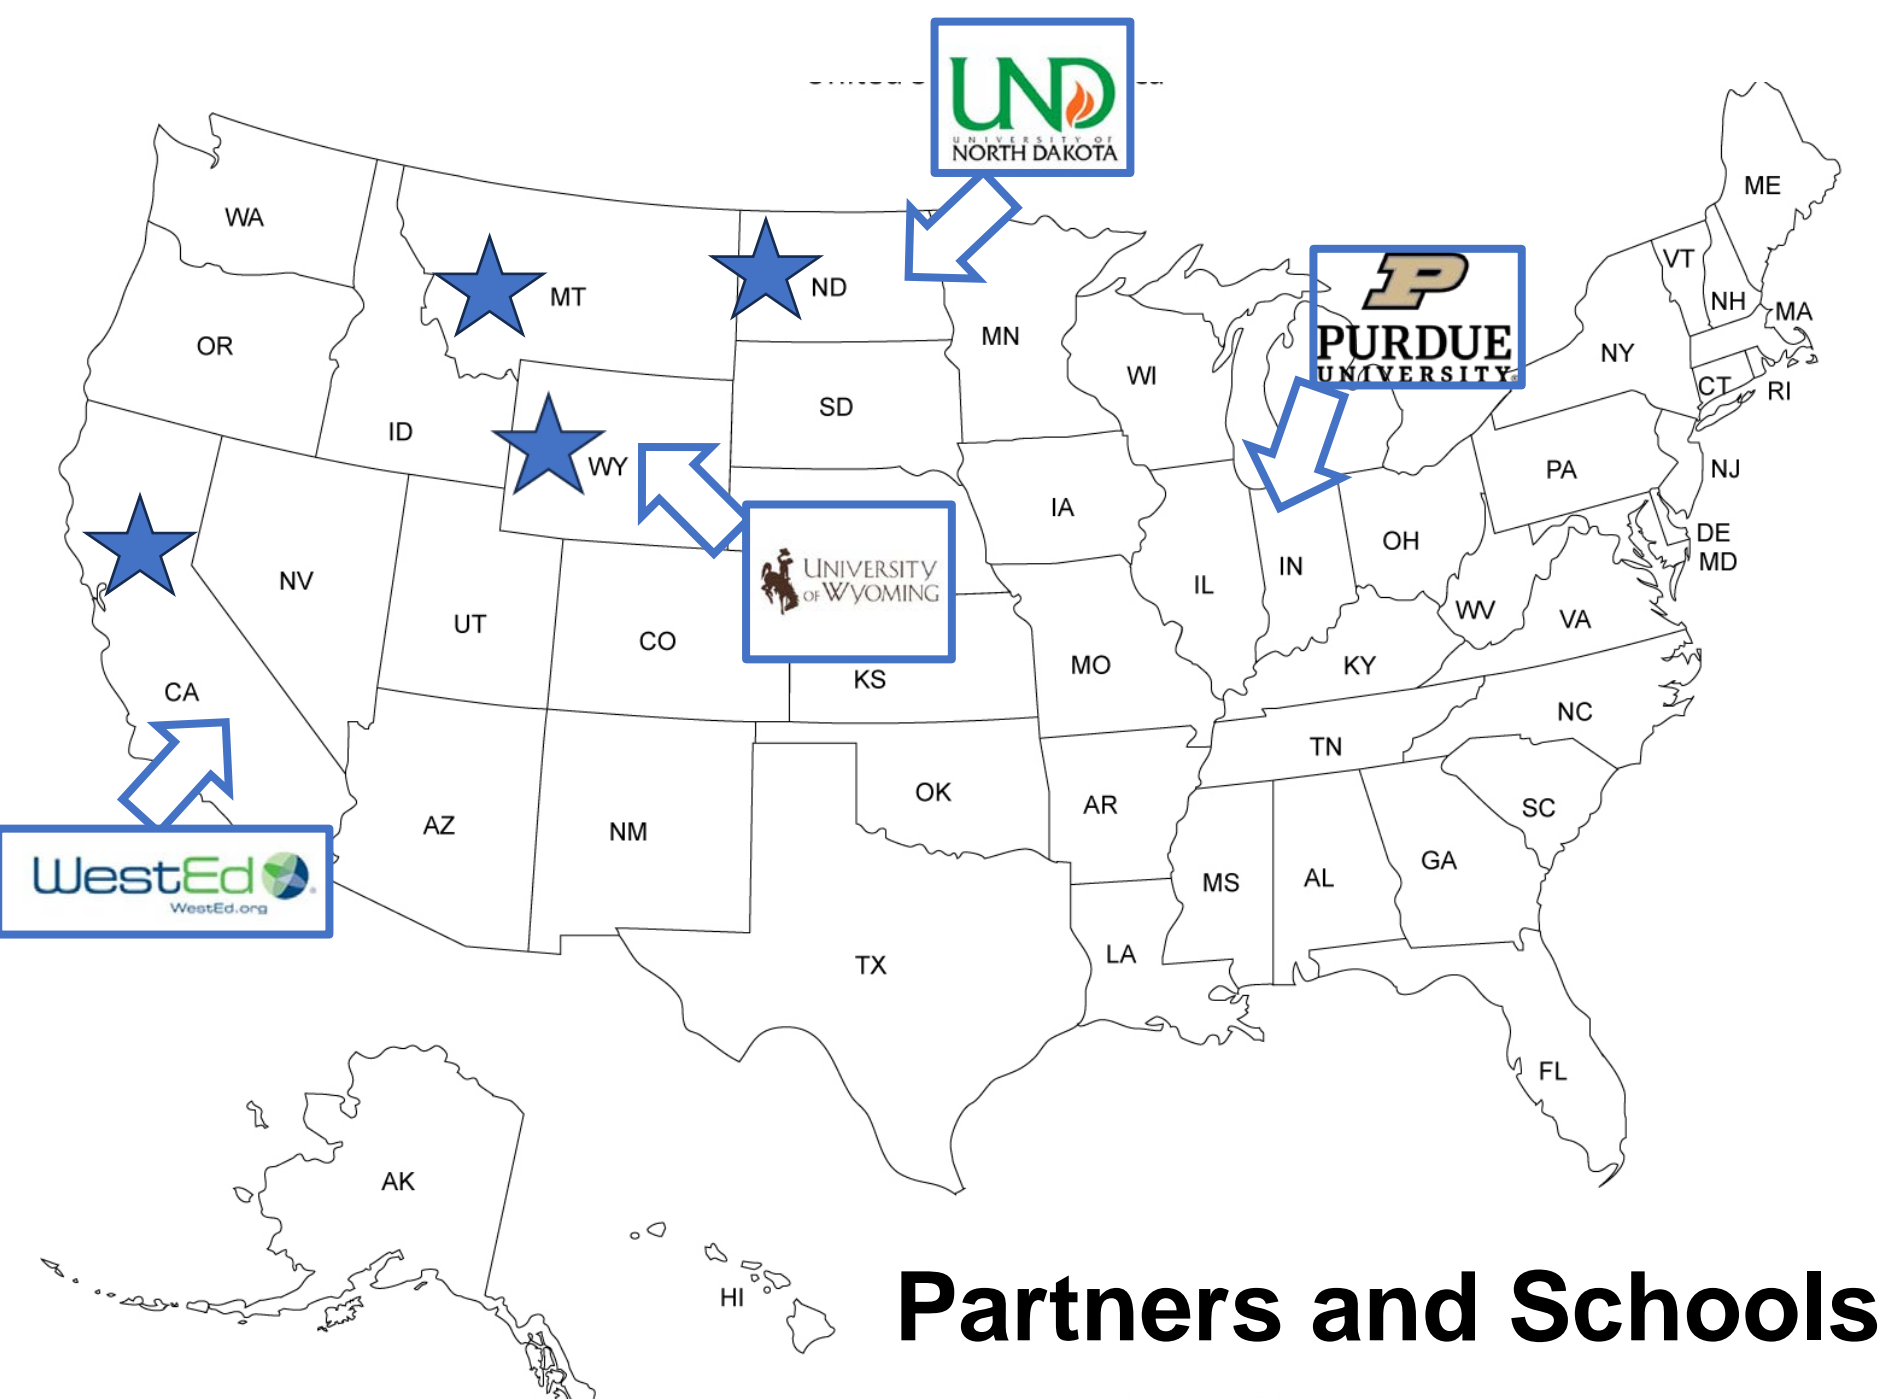 UND
UNIVERSITY OF
NORTH DAKOTA
ME
WA
VT
NH
MA
MT
ND
PURDUE
UNIVERSITY
OR
MN
NY
WI
CT
RI
SD
ID
WY
PA
NJ
IA
DE
OH
MD
NV
IN
IL
UNIVERSITY
OF WYOMING
UT
CO
WV
VA
MO
KY
KS
CA
NC
TN
OK
AR
SC
AZ
NM
GA
WestEd
WestEd.org
MS
AL
LA
TX
FL
AK
HI
Partners and Schools